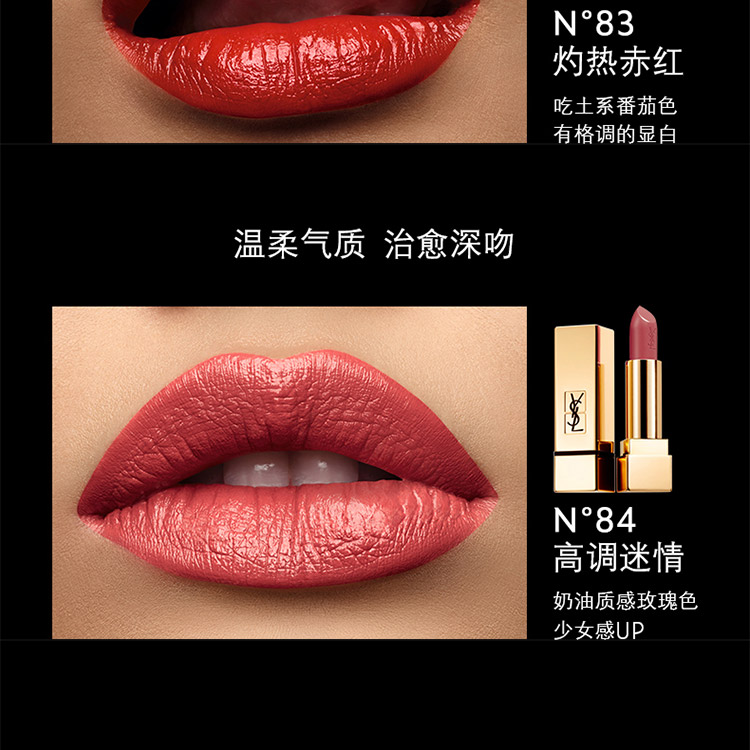 N°83
灼热赤红
吃土系番茄色
有格调的显白
温柔气质 治愈深吻
YSL
N°84
高调迷情
奶油质感玫瑰色
少女感UP